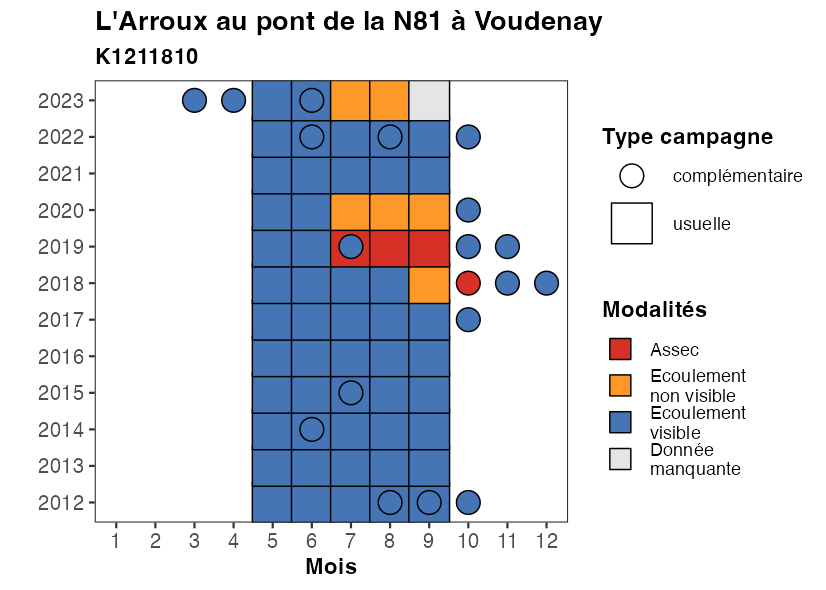 L'Arroux au pont de la N81 à Voudenay
K1211810
2023
2022
2021
2020
2019
2018
2017
2016
2015
2014
2013
2012
1 2 3 4 5 6 7 8 9 10 11 12
Mois
Type campagne
complémentaire
usuelle
Modalités
Assec
Ecoulement
non visible
Ecoulement
visible
Donnée
manquante